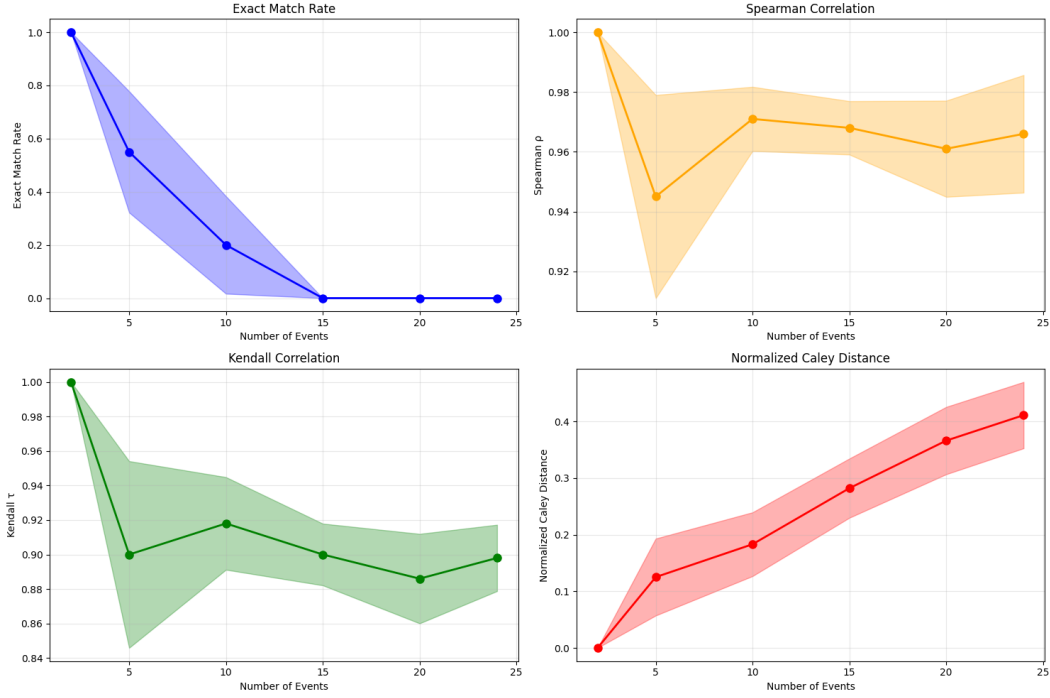 Exact Match Rate
Exact Match Rate
1.0
0.8
0.6
0.4
0.2
0.0
5 10 15 20 25
Number of Events
Spearman Correlation
Spearman ρ
1.00
0.98
0.96
0.94
0.92
5 10 15 20 25
Number of Events
Kendall Correlation
Kendall τ
1.00
0.98
0.96
0.94
0.92
0.90
0.88
0.86
0.84
5 10 15 20 25
Number of Events
Normalized Caley Distance
Normalized Caley Distance
0.4
0.3
0.2
0.1
0.0
5 10 15 20 25
Number of Events